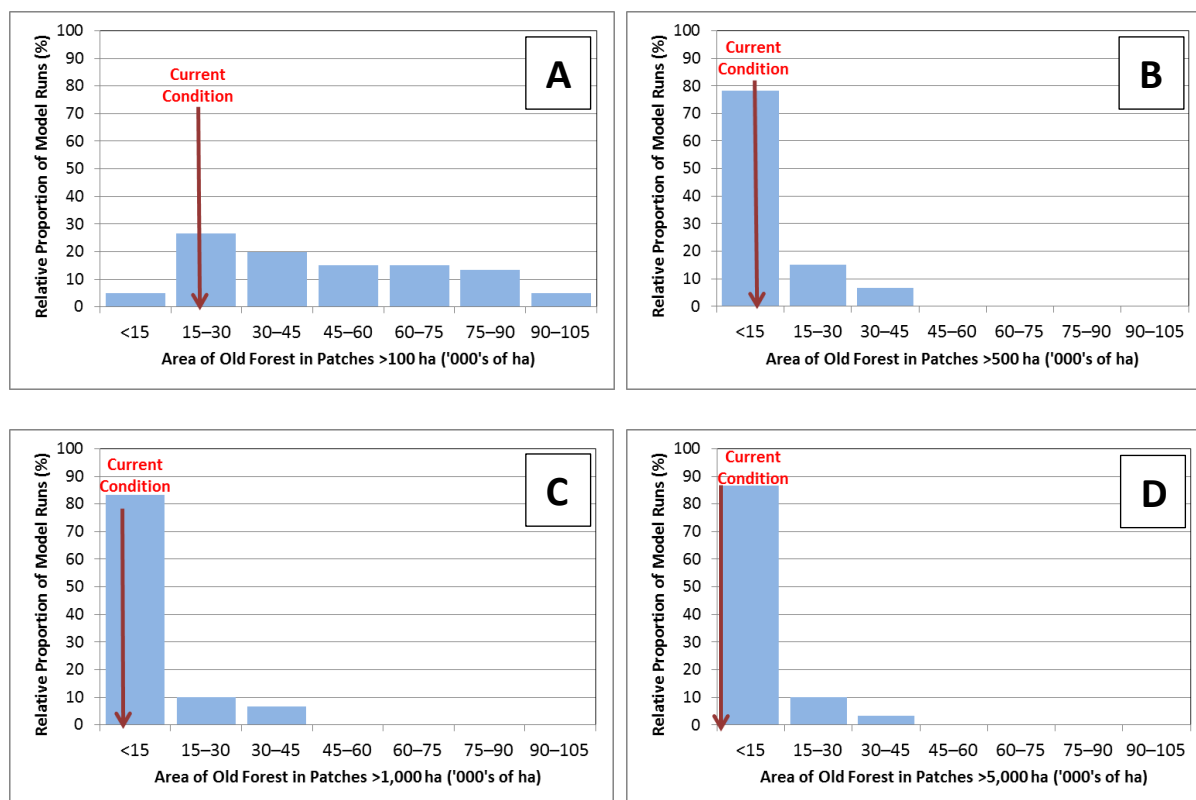 Relative Proportion of Model Runs (%)
100
90
80
70
60
50
40
30
20
10
0
Current
Condition
A
<15 15–30 30–45 45–60 60–75 75–90 90–105
Area of Old Forest in Patches >100 ha ('000's of ha)
Relative Proportion of Model Runs (%)
100
90
80
70
60
50
40
30
20
10
0
Current
Condition
B
<15 15–30 30–45 45–60 60–75 75–90 90–105
Area of Old Forest in Patches >500 ha ('000's of ha)
Relative Proportion of Model Runs (%)
100
90
80
70
60
50
40
30
20
10
0
Current
Condition
C
<15 15–30 30–45 45–60 60–75 75–90 90–105
Area of Old Forest in Patches >1,000 ha ('000's of ha)
Relative Proportion of Model Runs (%)
100
90
80
70
60
50
40
30
20
10
0
Current
Condition
D
<15 15–30 30–45 45–60 60–75 75–90 90–105
Area of Old Forest in Patches >5,000 ha ('000's of ha)